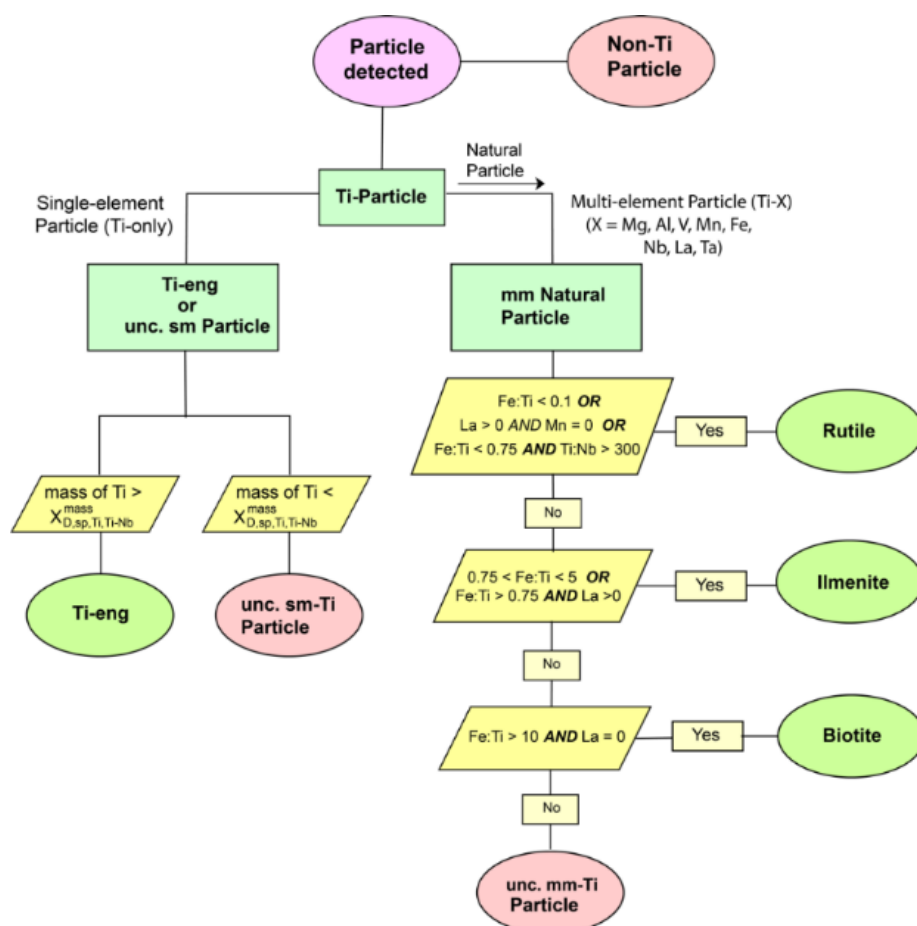 Particle
detected
Non-Ti
Particle
Natural
Particle
Ti-Particle
Single-element
Particle (Ti-only)
Multi-element Particle (Ti-X)
(X = Mg, Al, V, Mn, Fe,
Nb, La, Ta)
Ti-eng
or
unc. sm Particle
mm Natural
Particle
Fe:Ti < 0.1 OR
La > 0 AND Mn = 0 OR
Fe:Ti < 0.75 AND Ti:Nb > 300
Yes
Rutile
mass of Ti >
X^mass_D,sp,Ti,Ti-Nb
mass of Ti <
X^mass_D,sp,Ti,Ti-Nb
No
0.75 < Fe:Ti < 5 OR
Fe:Ti > 0.75 AND La >0
Yes
Ilmenite
Ti-eng
unc. sm-Ti
Particle
No
Fe:Ti > 10 AND La = 0
Yes
Biotite
No
unc. mm-Ti
Particle